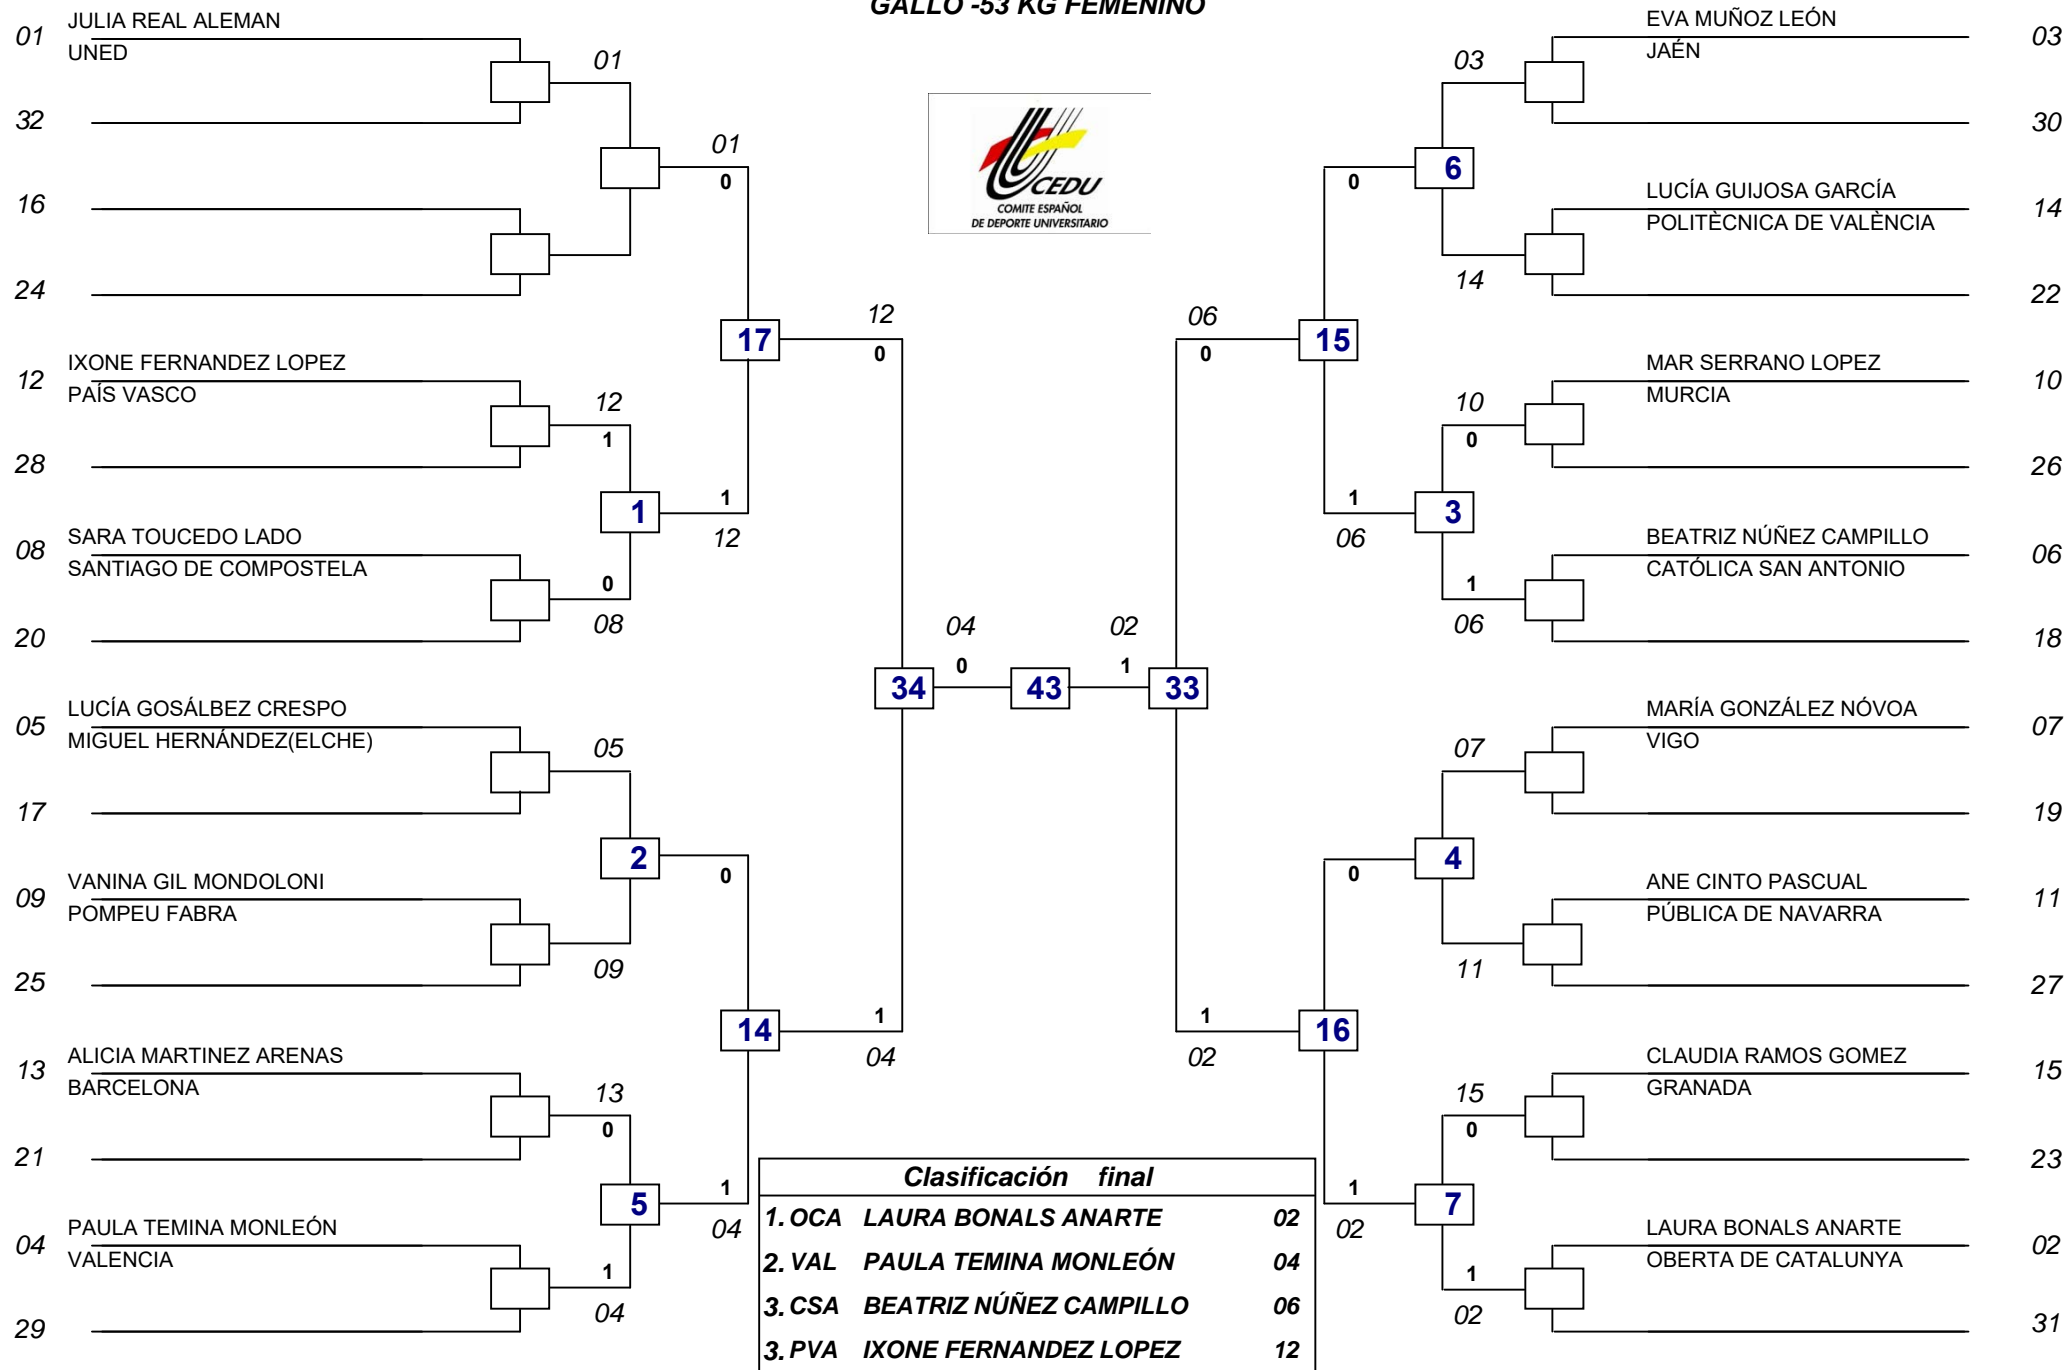 GALLO -53 KG FEMENINO
01 JULIA REAL ALEMAN
UNED
01
32
01
0
16
24
17
12
0
12 IXONE FERNANDEZ LOPEZ
PAÍS VASCO
12
1
28
1
1
12
08 SARA TOUCEDO LADO
SANTIAGO DE COMPOSTELA
0
08
20
05 LUCÍA GOSÁLBEZ CRESPO
MIGUEL HERNÁNDEZ(ELCHE)
05
17
2
0
09 VANINA GIL MONDOLONI
POMPEU FABRA
09
25
14
1
04
13 ALICIA MARTINEZ ARENAS
BARCELONA
13
0
21
5
1
04
04 PAULA TEMINA MONLEÓN
VALENCIA
1
04
29
CEDU
COMITE ESPAÑOL
DE DEPORTE UNIVERSITARIO
04
0
34
43
02
1
33
EVA MUÑOZ LEÓN 03
JAÉN
03
30
6
0
LUCÍA GUIJOSA GARCÍA 14
POLITÈCNICA DE VALÈNCIA
14
22
06
0
15
MAR SERRANO LOPEZ 10
MURCIA
10
0
26
1
06
3
BEATRIZ NÚÑEZ CAMPILLO 06
CATÓLICA SAN ANTONIO
1
06
18
MARÍA GONZÁLEZ NÓVOA 07
VIGO
07
19
4
0
ANE CINTO PASCUAL 11
PÚBLICA DE NAVARRA
11
27
1
02
16
CLAUDIA RAMOS GOMEZ 15
GRANADA
15
0
23
1
02
7
LAURA BONALS ANARTE 02
OBERTA DE CATALUNYA
1
02
31
Clasificación final
1. OCA LAURA BONALS ANARTE 02
2. VAL PAULA TEMINA MONLEÓN 04
3. CSA BEATRIZ NÚÑEZ CAMPILLO 06
3. PVA IXONE FERNANDEZ LOPEZ 12